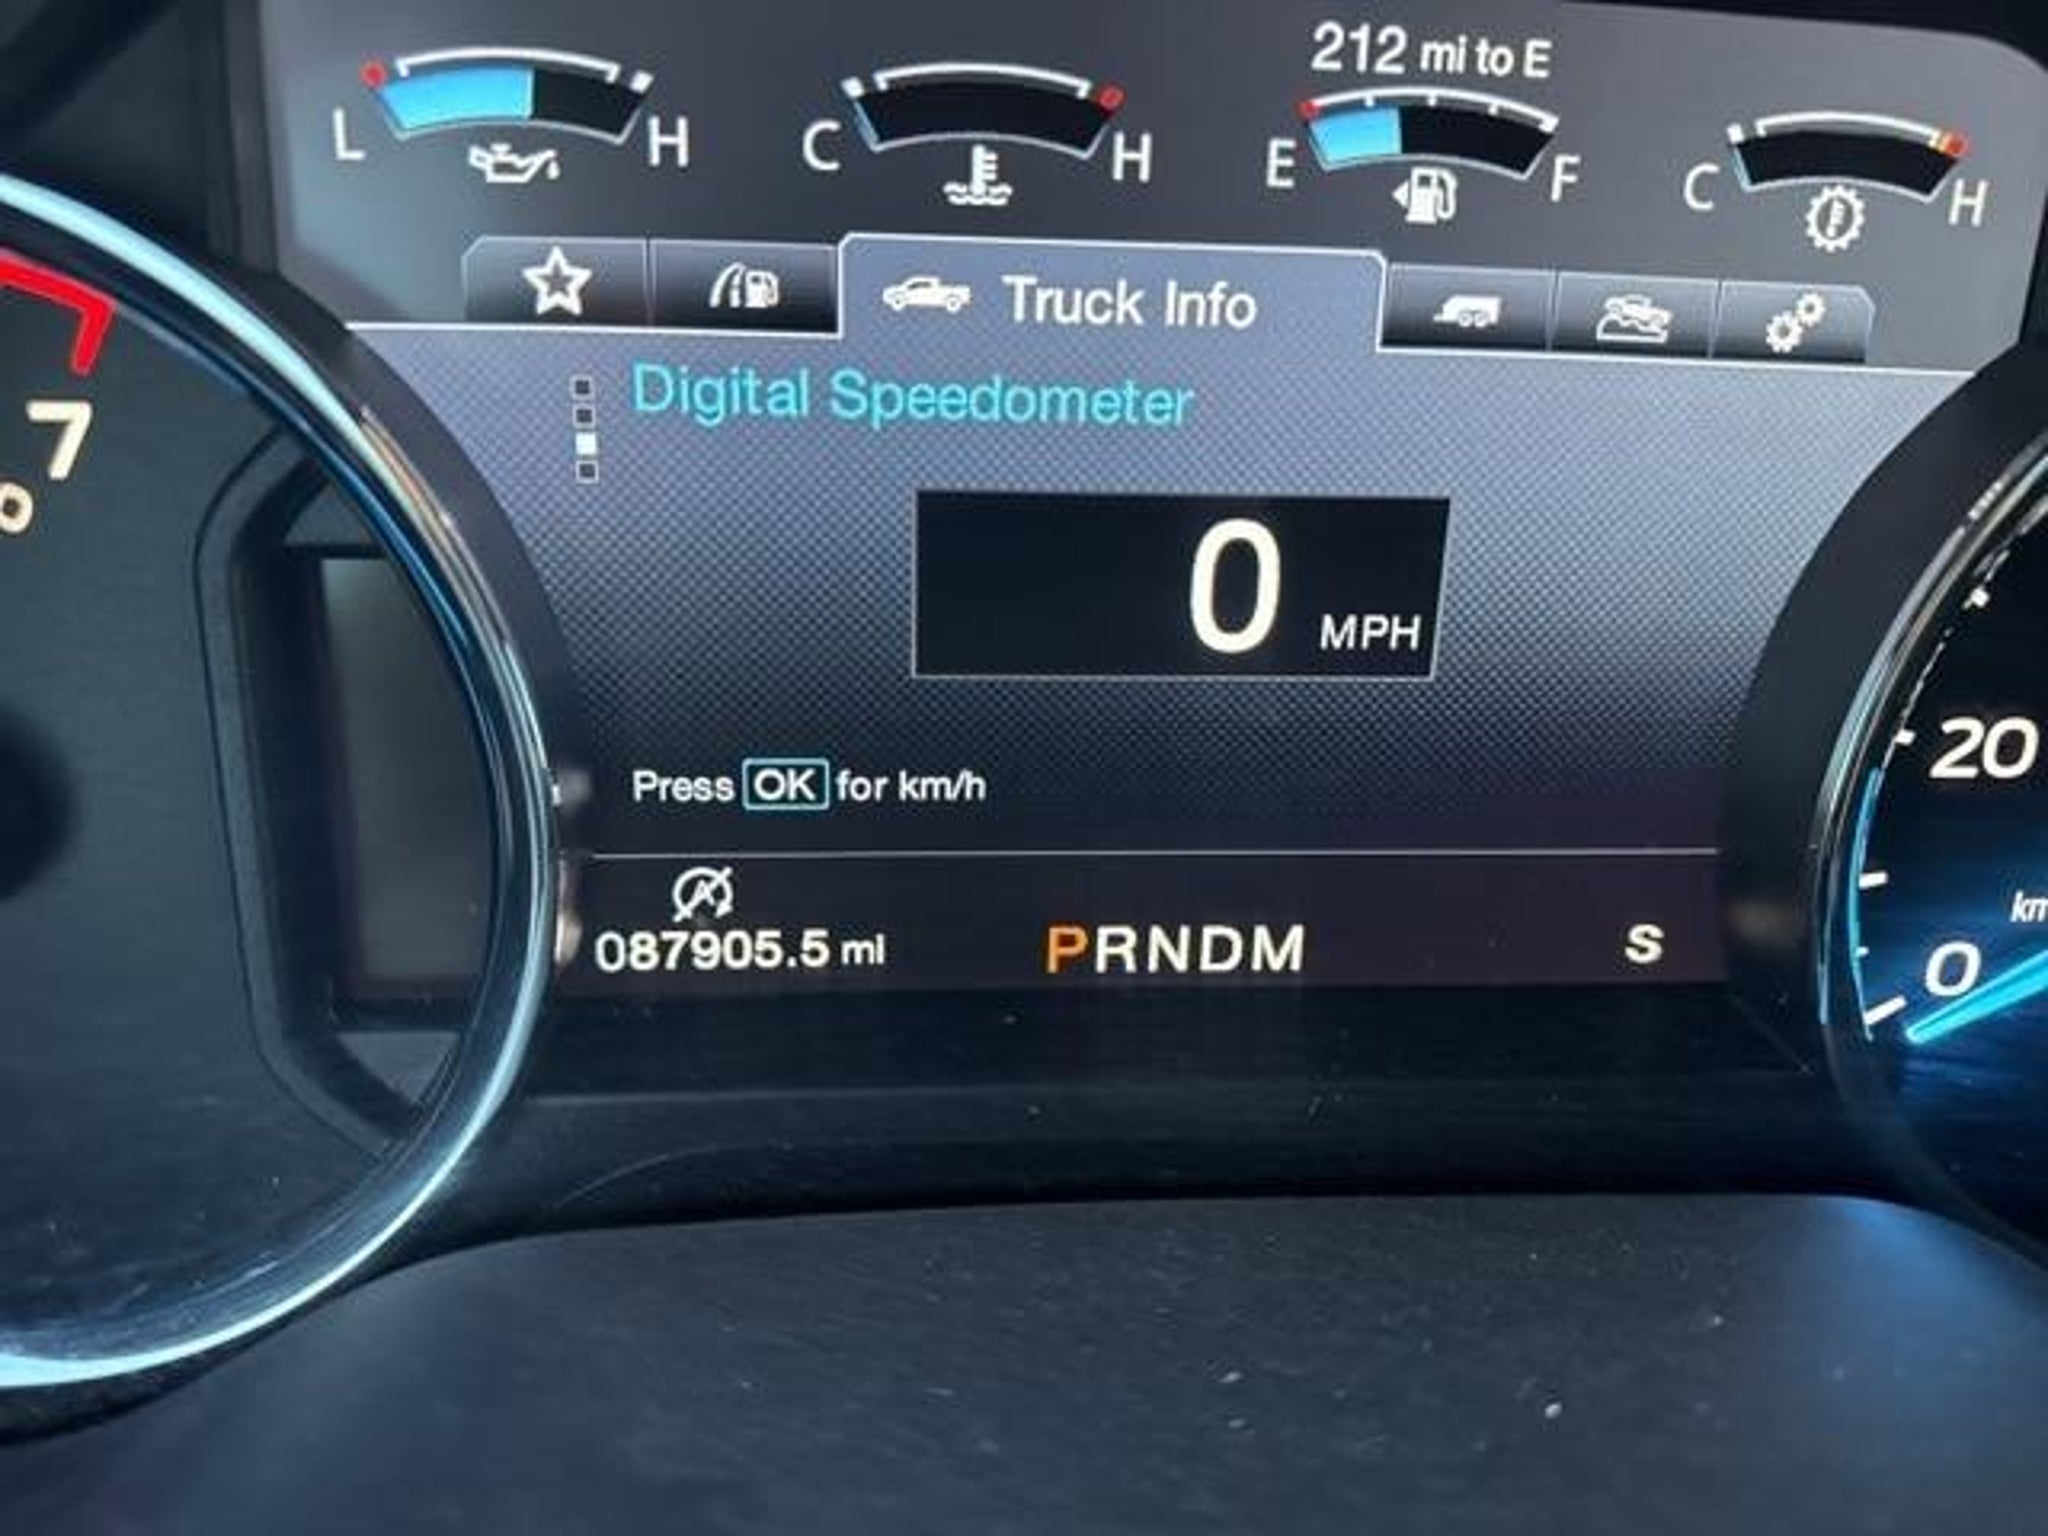 212 mi to E
L H
C H
E F
C H
Truck Info
Digital Speedometer
7
0 MPH
20
Press OK for km/h
087905.5 mi
PRNDM
S
km
0